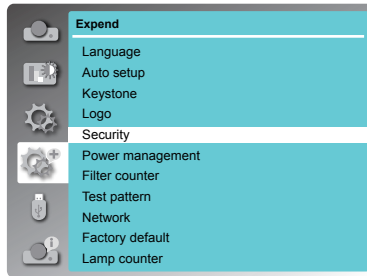 Expend
Language
Auto setup
Keystone
Logo
Security
Power management
Filter counter
Test pattern
Network
Factory default
Lamp counter